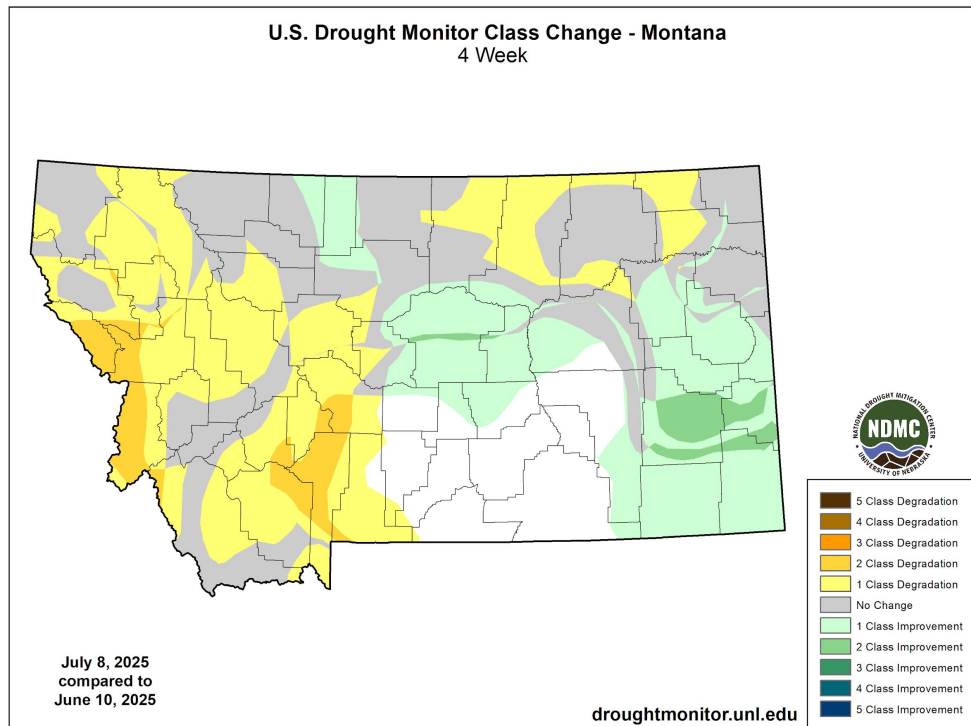 U.S. Drought Monitor Class Change - Montana
4 Week
NATIONAL DROUGHT MITIGATION CENTER
NDMC
UNIVERSITY OF NEBRASKA
5 Class Degradation
4 Class Degradation
3 Class Degradation
2 Class Degradation
1 Class Degradation
No Change
1 Class Improvement
2 Class Improvement
3 Class Improvement
4 Class Improvement
5 Class Improvement
July 8, 2025
compared to
June 10, 2025
droughtmonitor.unl.edu